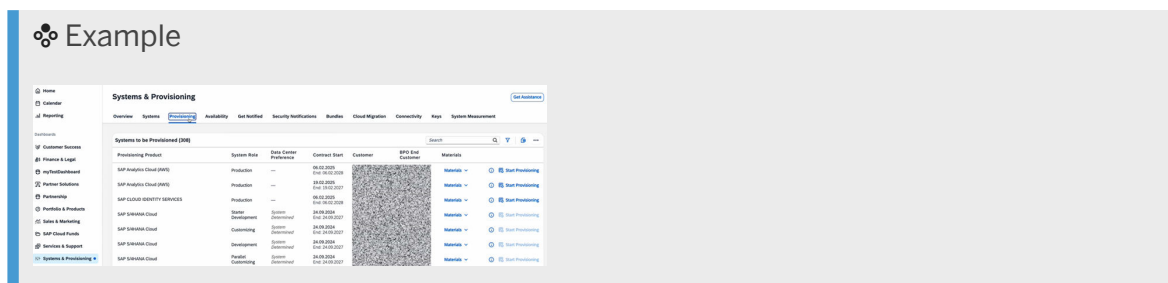 Example
Home
Calendar
Reporting
Dashboards
Customer Success
Finance & Legal
myTestDashboard
Partner Solutions
Partnership
Portfolio & Products
Sales & Marketing
SAP Cloud Funds
Services & Support
Systems & Provisioning
Systems & Provisioning
Get Assistance
Overview Systems Provisioning Availability Get Notified Security Notifications Bundles Cloud Migration Connectivity Keys System Measurement
Systems to be Provisioned (308)
Search
Provisioning Product System Role Data Center Preference Contract Start Customer BPO End Customer Materials
SAP Analytics Cloud (AWS) Production — 06.02.2025 Materials Start Provisioning
End: 06.02.2028
SAP Analytics Cloud (AWS) Production — 19.02.2025 Materials Start Provisioning
End: 19.02.2027
SAP CLOUD IDENTITY SERVICES Production — 06.02.2025 Materials Start Provisioning
End: 06.02.2028
SAP S/4HANA Cloud Starter Development System Determined 24.09.2024 Materials Start Provisioning
End: 24.09.2027
SAP S/4HANA Cloud Customizing System Determined 24.09.2024 Materials Start Provisioning
End: 24.09.2027
SAP S/4HANA Cloud Development System Determined 24.09.2024 Materials Start Provisioning
End: 24.09.2027
SAP S/4HANA Cloud Parallel Customizing System Determined 24.09.2024 Materials Start Provisioning
End: 24.09.2027